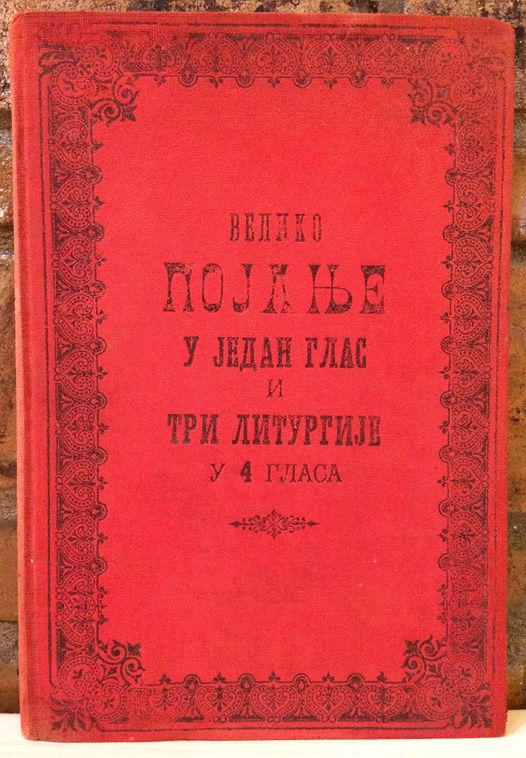 ВЕЛИКО
ПОЈАЊЕ
У ЈЕДАН ГЛАС
И
ТРИ ЛИТУРГИЈЕ
У 4 ГЛАСА